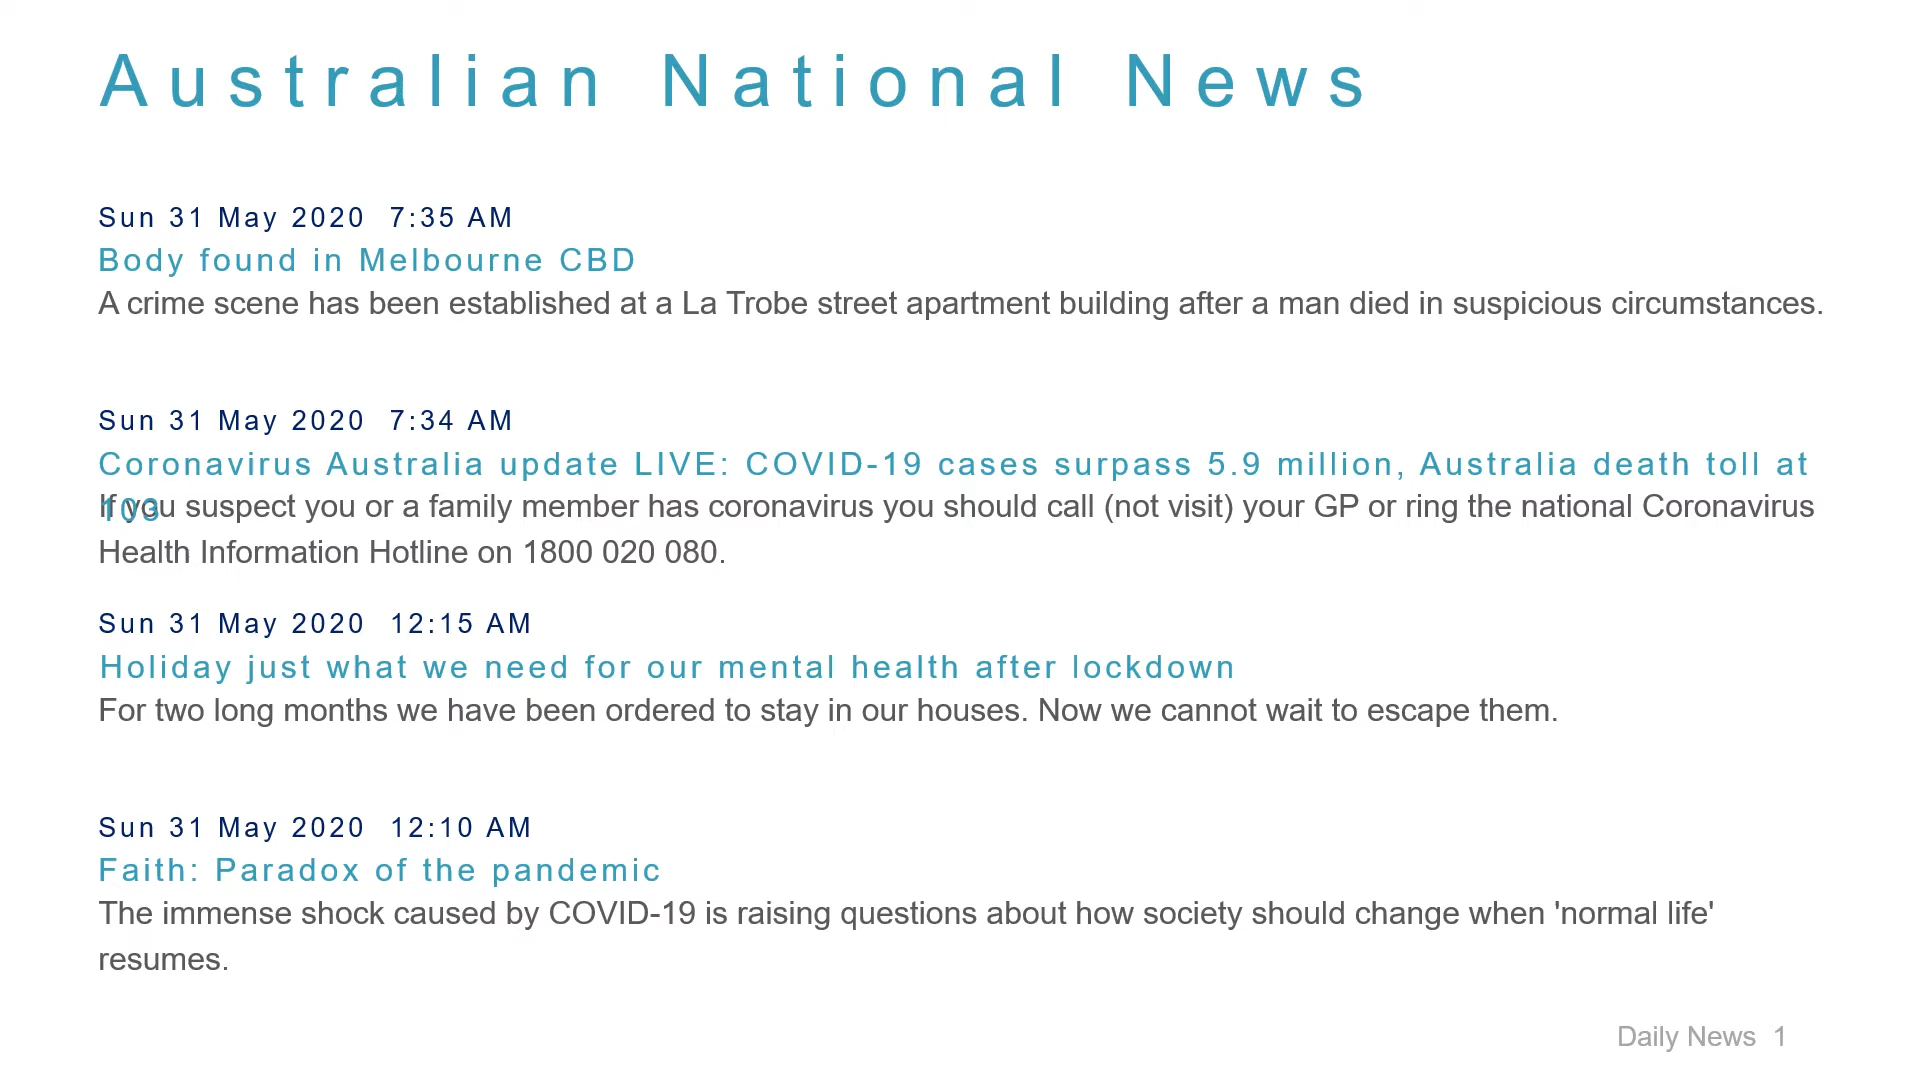 Australian National News
Sun 31 May 2020 7:35 AM
Body found in Melbourne CBD
A crime scene has been established at a La Trobe street apartment building after a man died in suspicious circumstances.
Sun 31 May 2020 7:34 AM
Coronavirus Australia update LIVE: COVID-19 cases surpass 5.9 million, Australia death toll at
103
If you suspect you or a family member has coronavirus you should call (not visit) your GP or ring the national Coronavirus
Health Information Hotline on 1800 020 080.
Sun 31 May 2020 12:15 AM
Holiday just what we need for our mental health after lockdown
For two long months we have been ordered to stay in our houses. Now we cannot wait to escape them.
Sun 31 May 2020 12:10 AM
Faith: Paradox of the pandemic
The immense shock caused by COVID-19 is raising questions about how society should change when 'normal life'
resumes.
Daily News 1